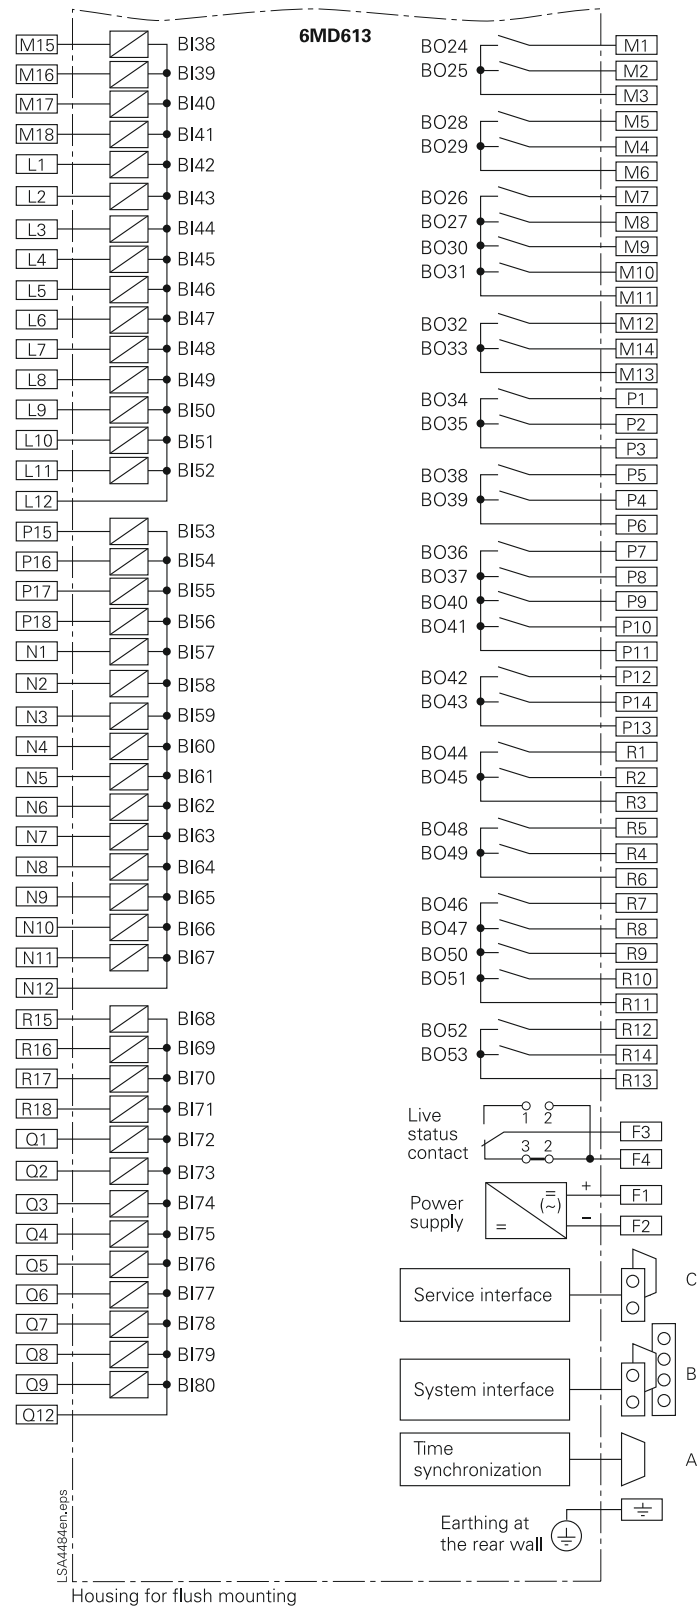 6MD613
M15 BI38
M16 BI39
M17 BI40
M18 BI41
L1 BI42
L2 BI43
L3 BI44
L4 BI45
L5 BI46
L6 BI47
L7 BI48
L8 BI49
L9 BI50
L10 BI51
L11 BI52
L12
P15 BI53
P16 BI54
P17 BI55
P18 BI56
N1 BI57
N2 BI58
N3 BI59
N4 BI60
N5 BI61
N6 BI62
N7 BI63
N8 BI64
N9 BI65
N10 BI66
N11 BI67
N12
R15 BI68
R16 BI69
R17 BI70
R18 BI71
Q1 BI72
Q2 BI73
Q3 BI74
Q4 BI75
Q5 BI76
Q6 BI77
Q7 BI78
Q8 BI79
Q9 BI80
Q12
BO24 M1
BO25 M2
M3
BO28 M5
BO29 M4
M6
BO26 M7
BO27 M8
BO30 M9
BO31 M10
M11
BO32 M12
BO33 M14
M13
BO34 P1
BO35 P2
P3
BO38 P5
BO39 P4
P6
BO36 P7
BO37 P8
BO40 P9
BO41 P10
P11
BO42 P12
BO43 P14
P13
BO44 R1
BO45 R2
R3
BO48 R5
BO49 R4
R6
BO46 R7
BO47 R8
BO50 R9
BO51 R10
R11
BO52 R12
BO53 R14
R13
Live
status
contact
1 2
3 2
F3
F4
Power
supply
= (~) =
+ F1
− F2
Service interface C
System interface B
Time
synchronization A
Earthing at
the rear wall
LSA4484en.eps
Housing for flush mounting